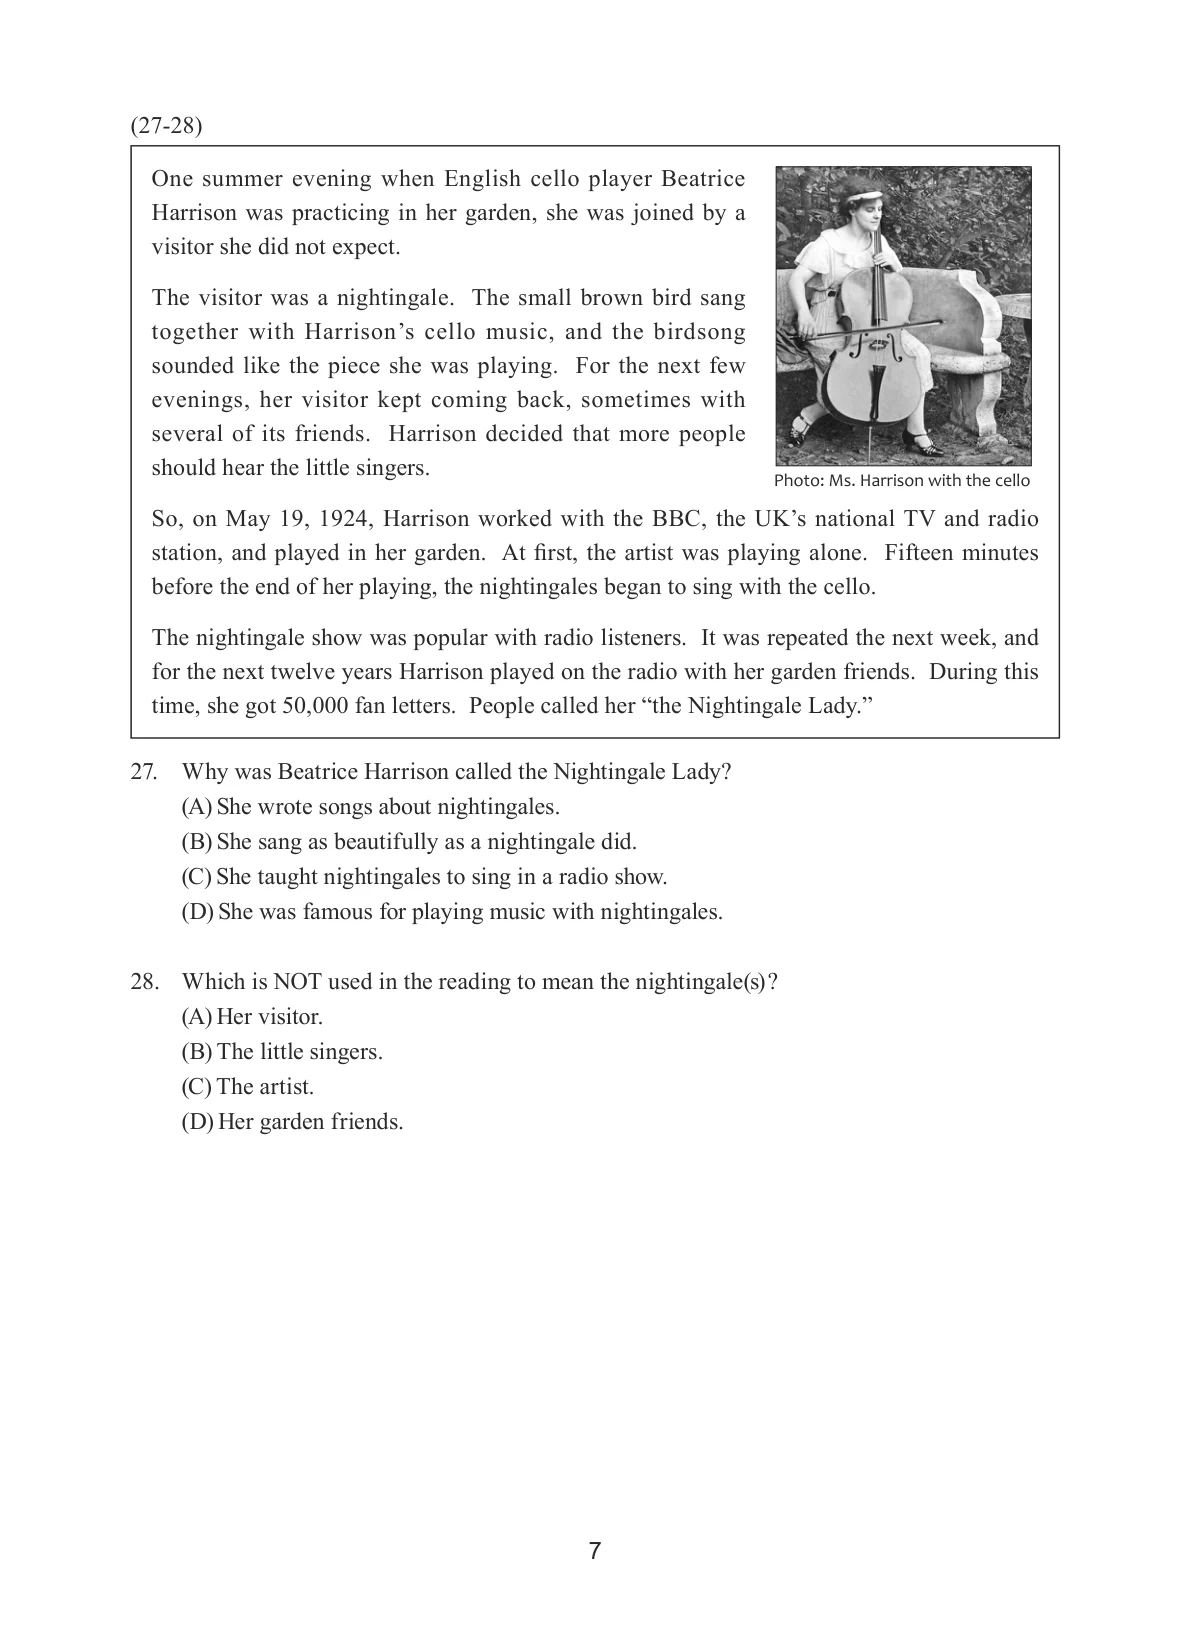 (27-28)
One summer evening when English cello player Beatrice
Harrison was practicing in her garden, she was joined by a
visitor she did not expect.
The visitor was a nightingale. The small brown bird sang
together with Harrison's cello music, and the birdsong
sounded like the piece she was playing. For the next few
evenings, her visitor kept coming back, sometimes with
several of its friends. Harrison decided that more people
should hear the little singers.
Photo: Ms. Harrison with the cello
So, on May 19, 1924, Harrison worked with the BBC, the UK's national TV and radio
station, and played in her garden. At first, the artist was playing alone. Fifteen minutes
before the end of her playing, the nightingales began to sing with the cello.
The nightingale show was popular with radio listeners. It was repeated the next week, and
for the next twelve years Harrison played on the radio with her garden friends. During this
time, she got 50,000 fan letters. People called her “the Nightingale Lady.”
27. Why was Beatrice Harrison called the Nightingale Lady?
(A) She wrote songs about nightingales.
(B) She sang as beautifully as a nightingale did.
(C) She taught nightingales to sing in a radio show.
(D) She was famous for playing music with nightingales.
28. Which is NOT used in the reading to mean the nightingale(s)?
(A) Her visitor.
(B) The little singers.
(C) The artist.
(D) Her garden friends.
7